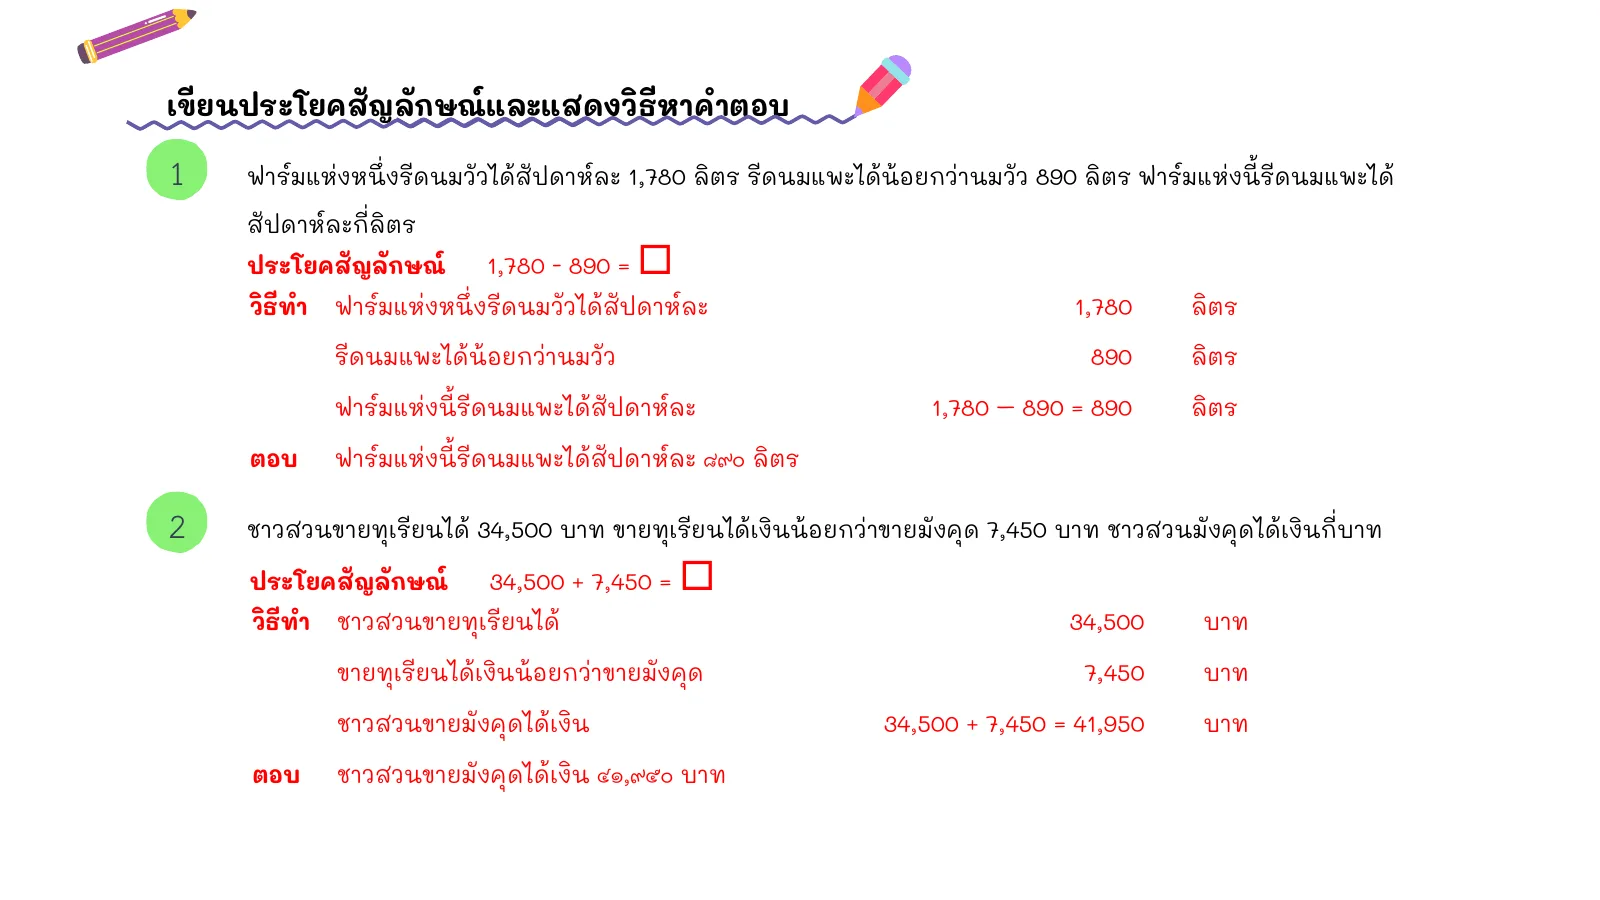 เขียนประโยคสัญลักษณ์และแสดงวิธีหาคำตอบ
1 ฟาร์มแห่งหนึ่งรีดนมวัวได้สัปดาห์ละ 1,780 ลิตร รีดนมแพะได้น้อยกว่านมวัว 890 ลิตร ฟาร์มแห่งนี้รีดนมแพะได้
สัปดาห์ละกี่ลิตร
ประโยคสัญลักษณ์ 1,780 - 890 = □
วิธีทำ ฟาร์มแห่งหนึ่งรีดนมวัวได้สัปดาห์ละ 1,780 ลิตร
รีดนมแพะได้น้อยกว่านมวัว 890 ลิตร
ฟาร์มแห่งนี้รีดนมแพะได้สัปดาห์ละ 1,780 – 890 = 890 ลิตร
ตอบ ฟาร์มแห่งนี้รีดนมแพะได้สัปดาห์ละ ๘๙๐ ลิตร
2 ชาวสวนขายทุเรียนได้ 34,500 บาท ขายทุเรียนได้เงินน้อยกว่าขายมังคุด 7,450 บาท ชาวสวนมังคุดได้เงินกี่บาท
ประโยคสัญลักษณ์ 34,500 + 7,450 = □
วิธีทำ ชาวสวนขายทุเรียนได้ 34,500 บาท
ขายทุเรียนได้เงินน้อยกว่าขายมังคุด 7,450 บาท
ชาวสวนขายมังคุดได้เงิน 34,500 + 7,450 = 41,950 บาท
ตอบ ชาวสวนขายมังคุดได้เงิน ๔๑,๙๕๐ บาท